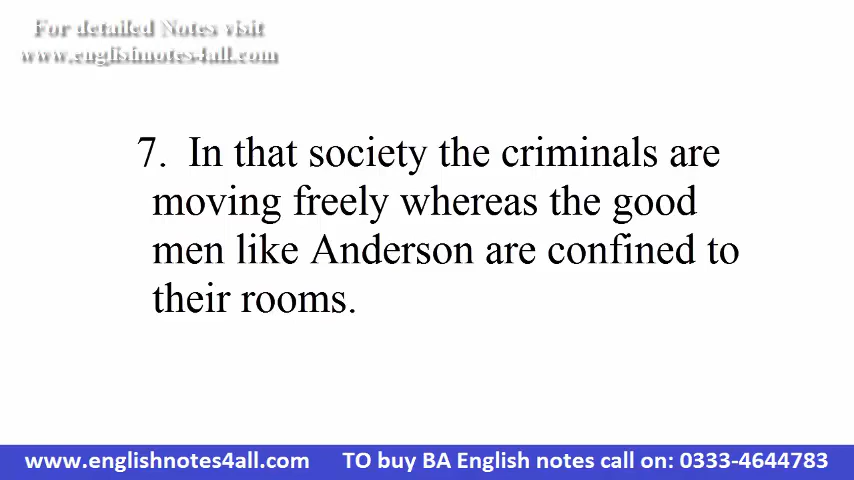 For detailed Notes visit
www.englishnotes4all.com
7. In that society the criminals are
moving freely whereas the good
men like Anderson are confined to
their rooms.
www.englishnotes4all.com TO buy BA English notes call on: 0333-4644783